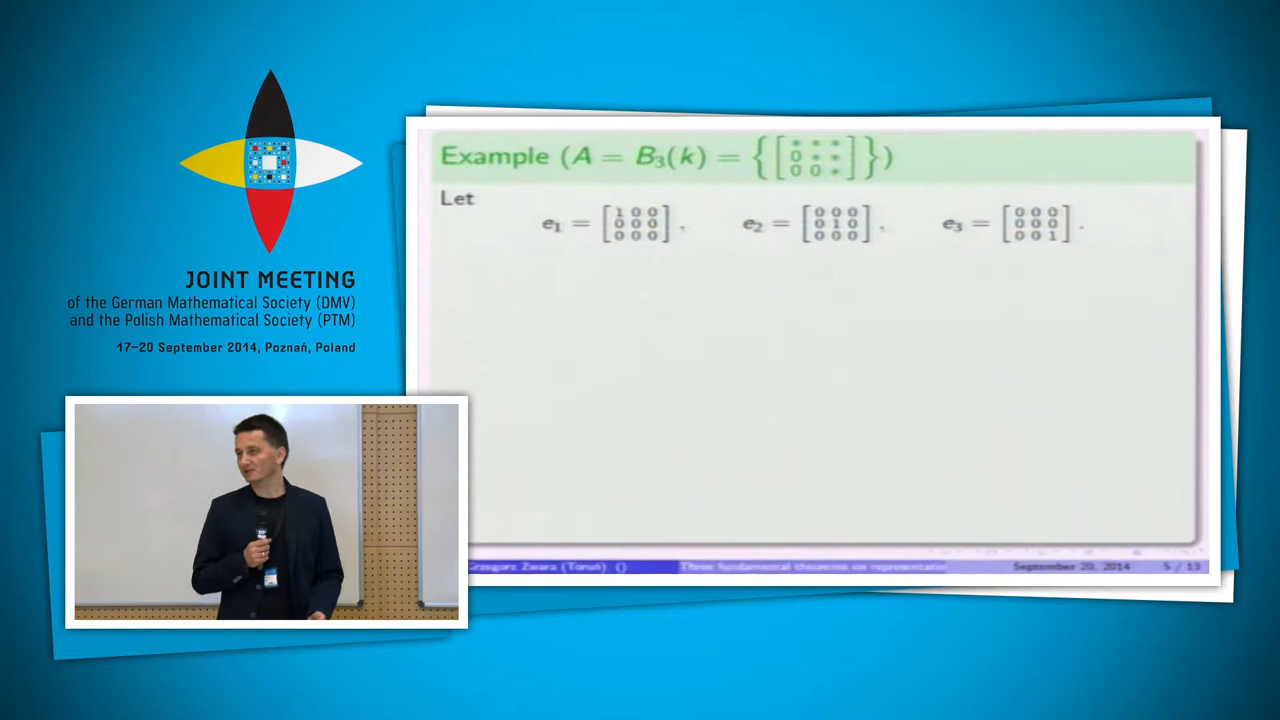 JOINT MEETING
of the German Mathematical Society (DMV)
and the Polish Mathematical Society (PTM)
17–20 September 2014, Poznań, Poland
Example (A = B₃(k) = {[* * * 0 * * 0 0 *]})
Let
e₁ = [1 0 0 0 0 0 0 0 0], e₂ = [0 0 0 0 1 0 0 0 0], e₃ = [0 0 0 0 0 0 0 0 1].
Grzegorz Zwara (Toruń) () Three fundamental theorems on representatio September 20, 2014 5 / 13